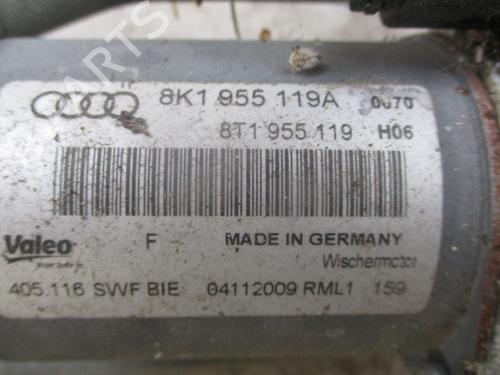 8K1 955 119A 0070
8T1 955 119 H06
Valeo F MADE IN GERMANY
Wischermotor
405.116 SWF BIE 04112009 RML1 159